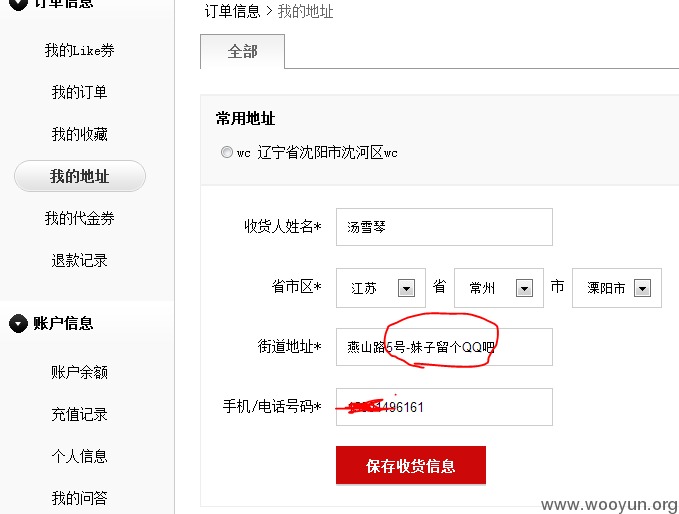 订单信息
我的Like券
我的订单
我的收藏
我的地址
我的代金券
退款记录
账户信息
账户余额
充值记录
个人信息
我的问答
订单信息 > 我的地址
全部
常用地址
wc 辽宁省沈阳市沈河区wc
收货人姓名* 汤雪琴
省市区* 江苏 省 常州 市 溧阳市
街道地址* 燕山路5号-妹子留个QQ吧
手机/电话号码* 496161
保存收货信息
www.wooyun.org